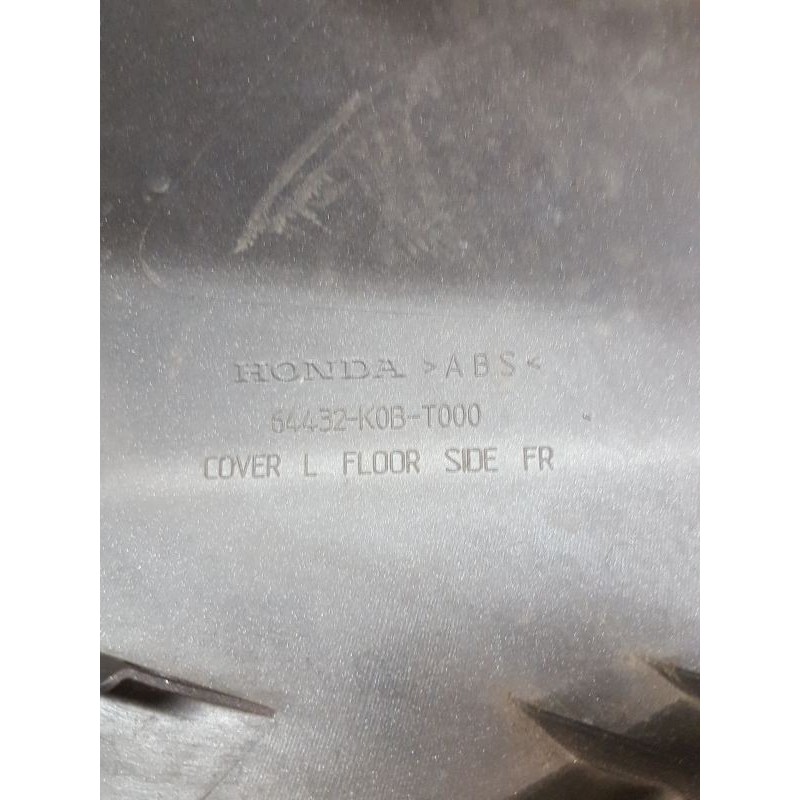 HONDA >ABS<
64432-K0B-T000
COVER L FLOOR SIDE FR